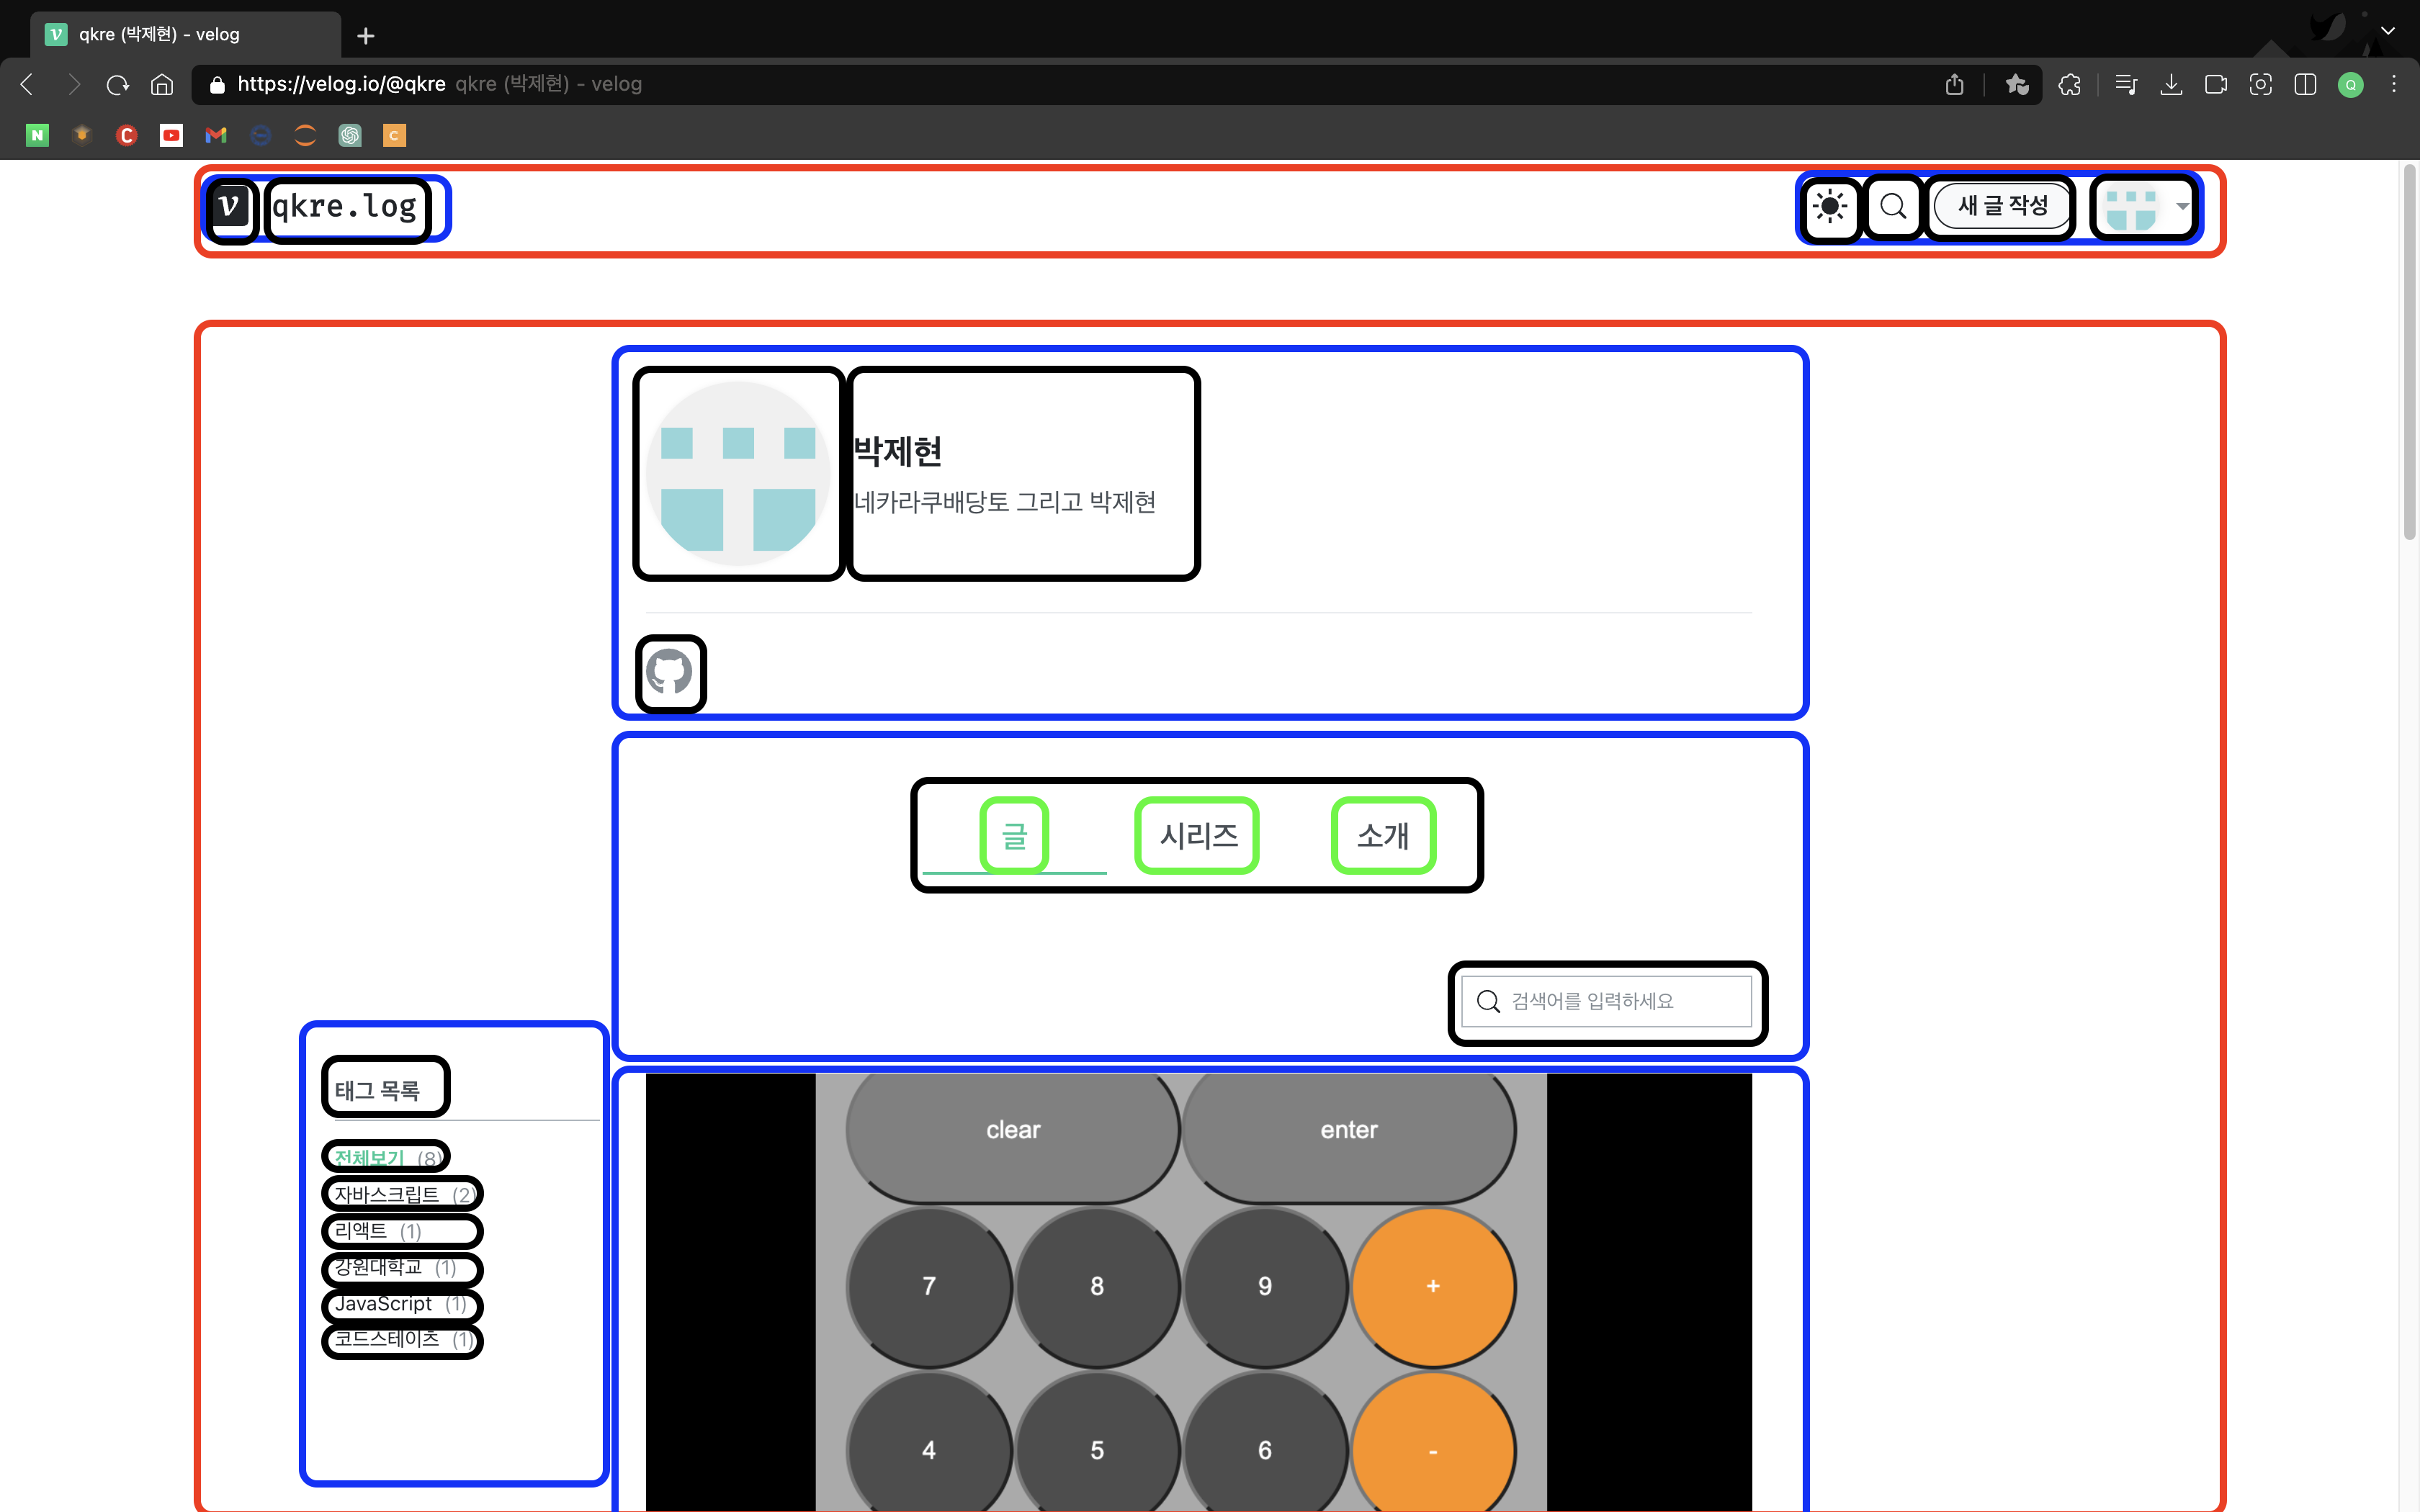 qkre (박제현) - velog
https://velog.io/@qkre qkre (박제현) - velog
Q
N
C
C
v qkre.log
새 글 작성
박제현
네카라쿠배당토 그리고 박제현
글 시리즈 소개
검색어를 입력하세요
태그 목록
전체보기 (8)
자바스크립트 (2)
리액트 (1)
강원대학교 (1)
JavaScript (1)
코드스테이츠 (1)
clear enter
7 8 9 +
4 5 6 -